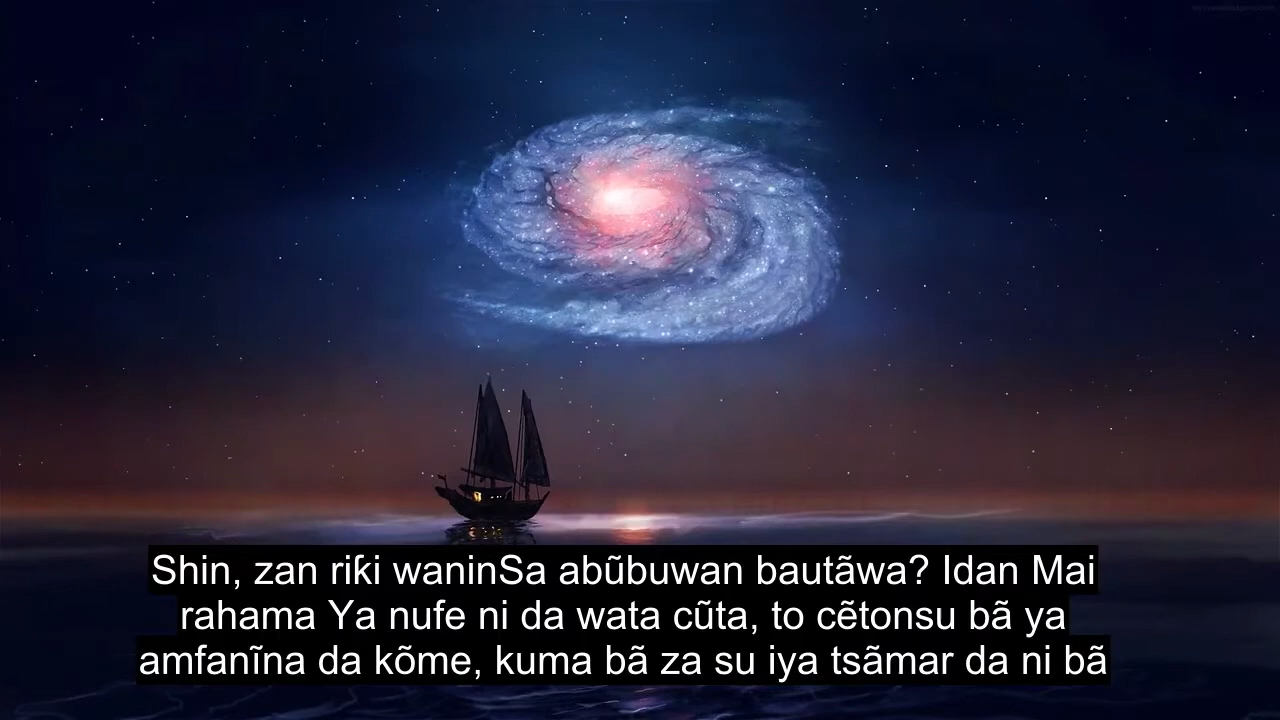 Shin, zan riƙi waninSa abũbuwan bautãwa? Idan Mai
rahama Ya nufe ni da wata cũta, to cẽtonsu bã ya
amfanĩna da kõme, kuma bã za su iya tsãmar da ni bã